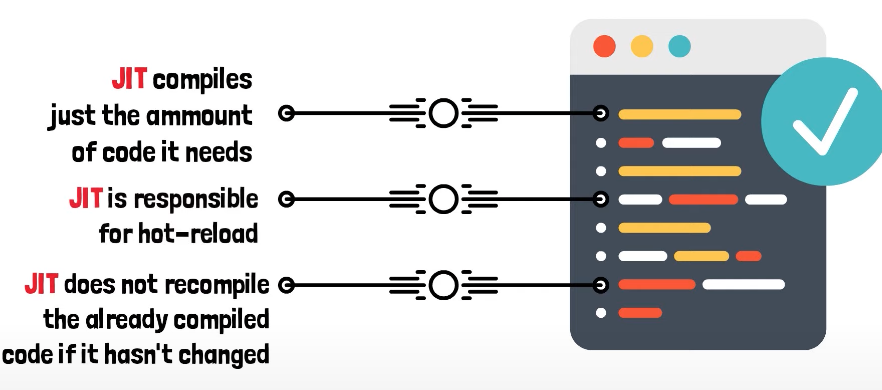 JIT compiles
just the ammount
of code it needs
JIT is responsible
for hot-reload
JIT does not recompile
the already compiled
code if it hasn't changed